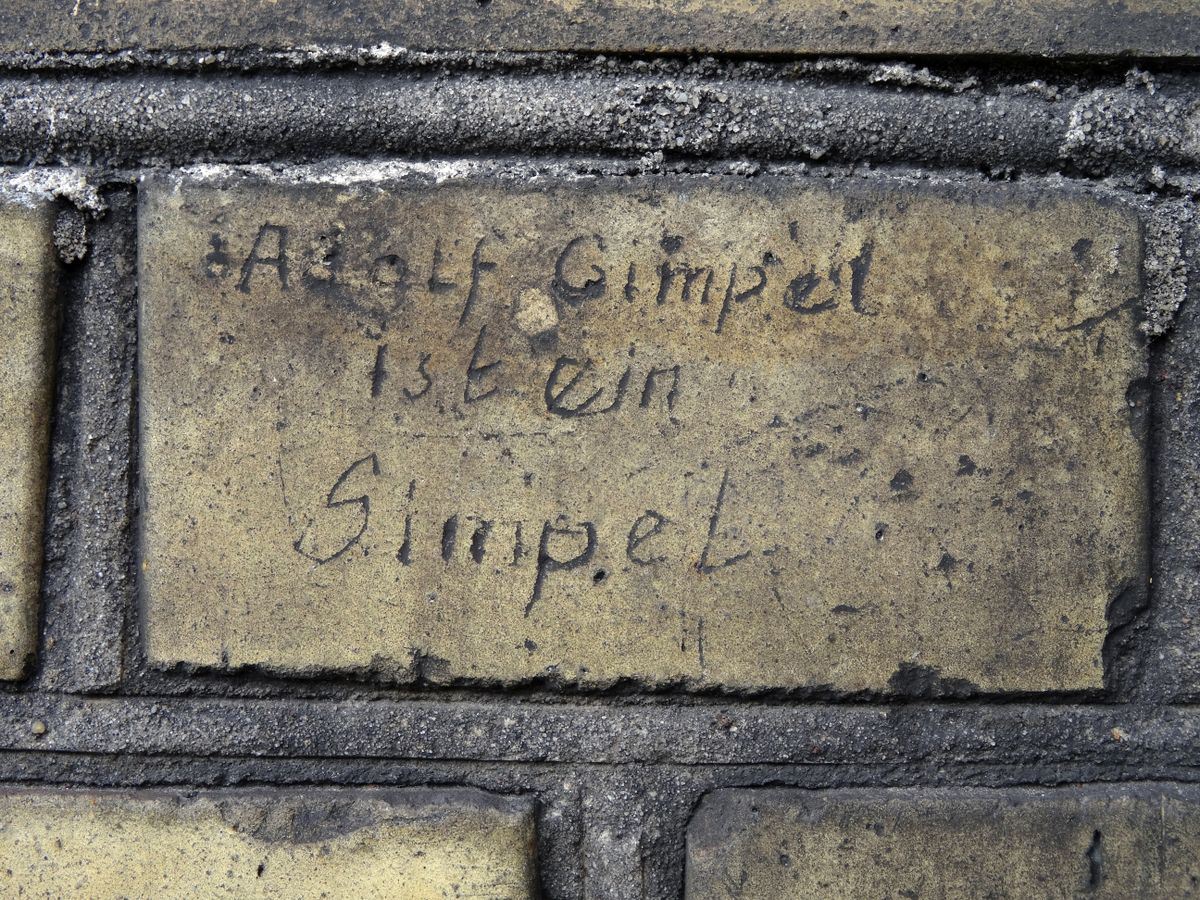 Adolf Gimpel
ist ein
Simpel